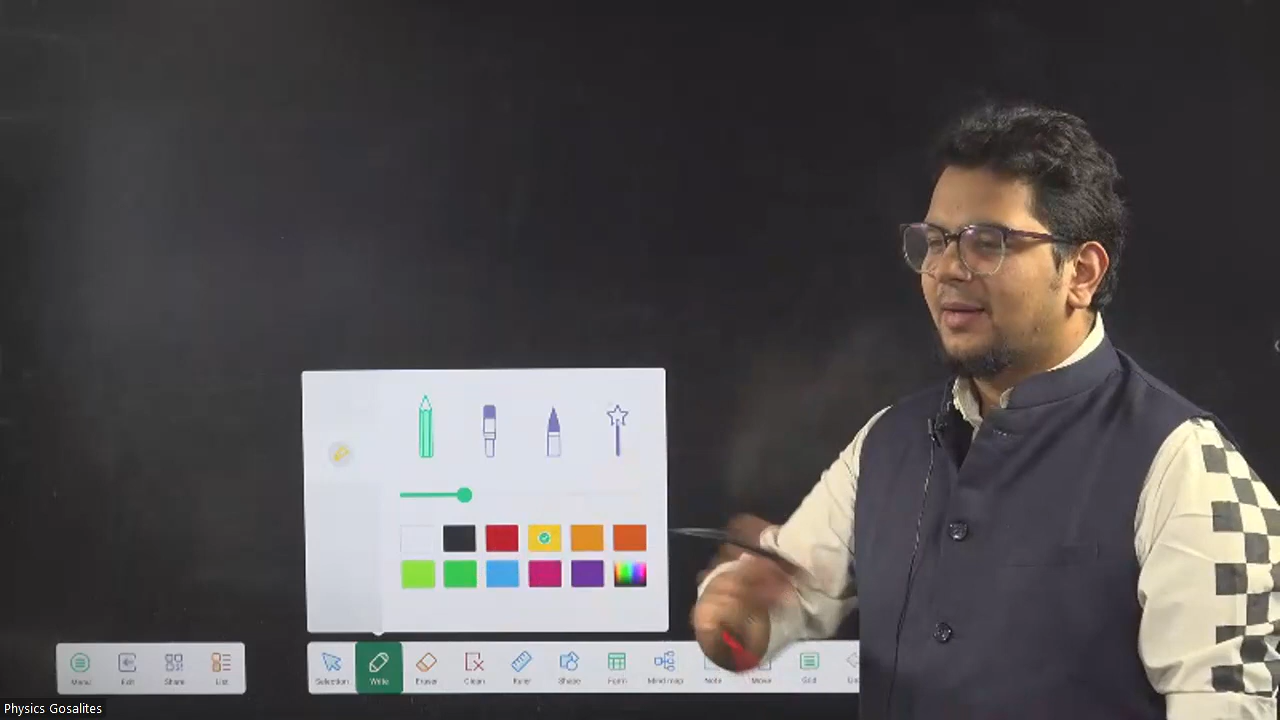 Menu
Exit
Share
List
Selection
Write
Eraser
Clean
Ruler
Shape
Form
Mind map
Note
Move
Grid
Physics Gosalites